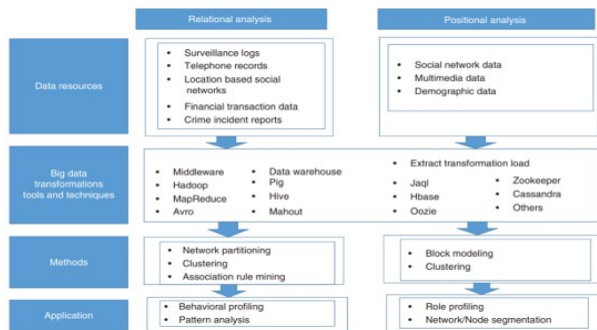 Relational analysis
Positional analysis
Data resources
• Surveillance logs
• Telephone records
• Location based social
networks
• Financial transaction data
• Crime incident reports
• Social network data
• Multimedia data
• Demographic data
Big data
transformations
tools and techniques
• Middleware
• Hadoop
• MapReduce
• Avro
• Data warehouse
• Pig
• Hive
• Mahout
• Extract transformation load
• Jaql
• Hbase
• Oozie
• Zookeeper
• Cassandra
• Others
Methods
• Network partitioning
• Clustering
• Association rule mining
• Block modeling
• Clustering
Application
• Behavioral profiling
• Pattern analysis
• Role profiling
• Network/Node segmentation